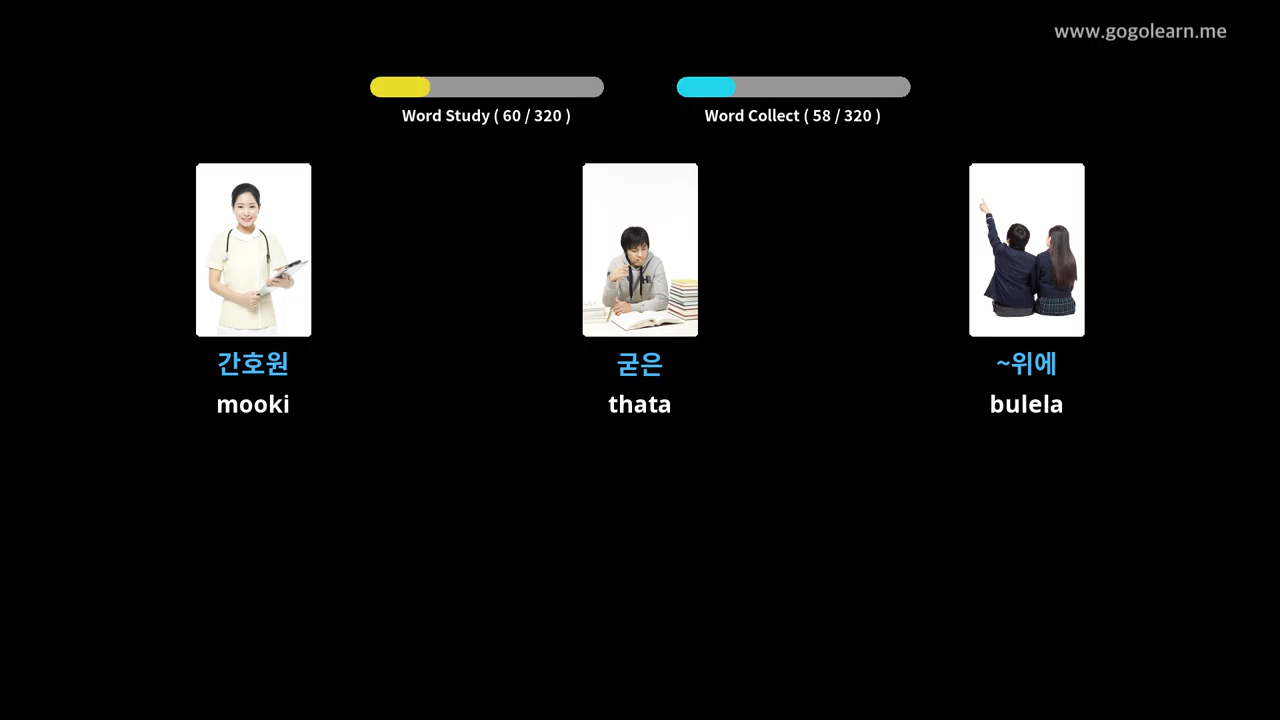 www.gogolearn.me
Word Study ( 60 / 320 )
Word Collect ( 58 / 320 )
간호원
굳은
~위에
mooki
thata
bulela